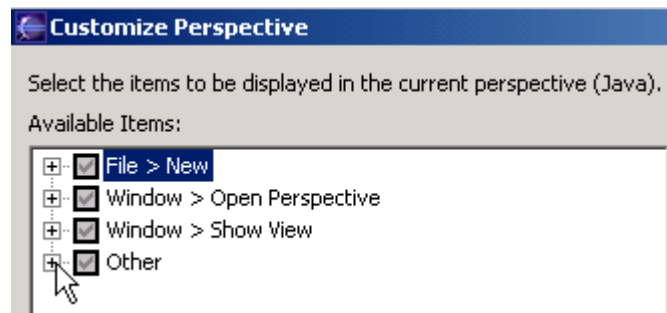 Customize Perspective
Select the items to be displayed in the current perspective (Java).
Available Items:
File > New
Window > Open Perspective
Window > Show View
Other